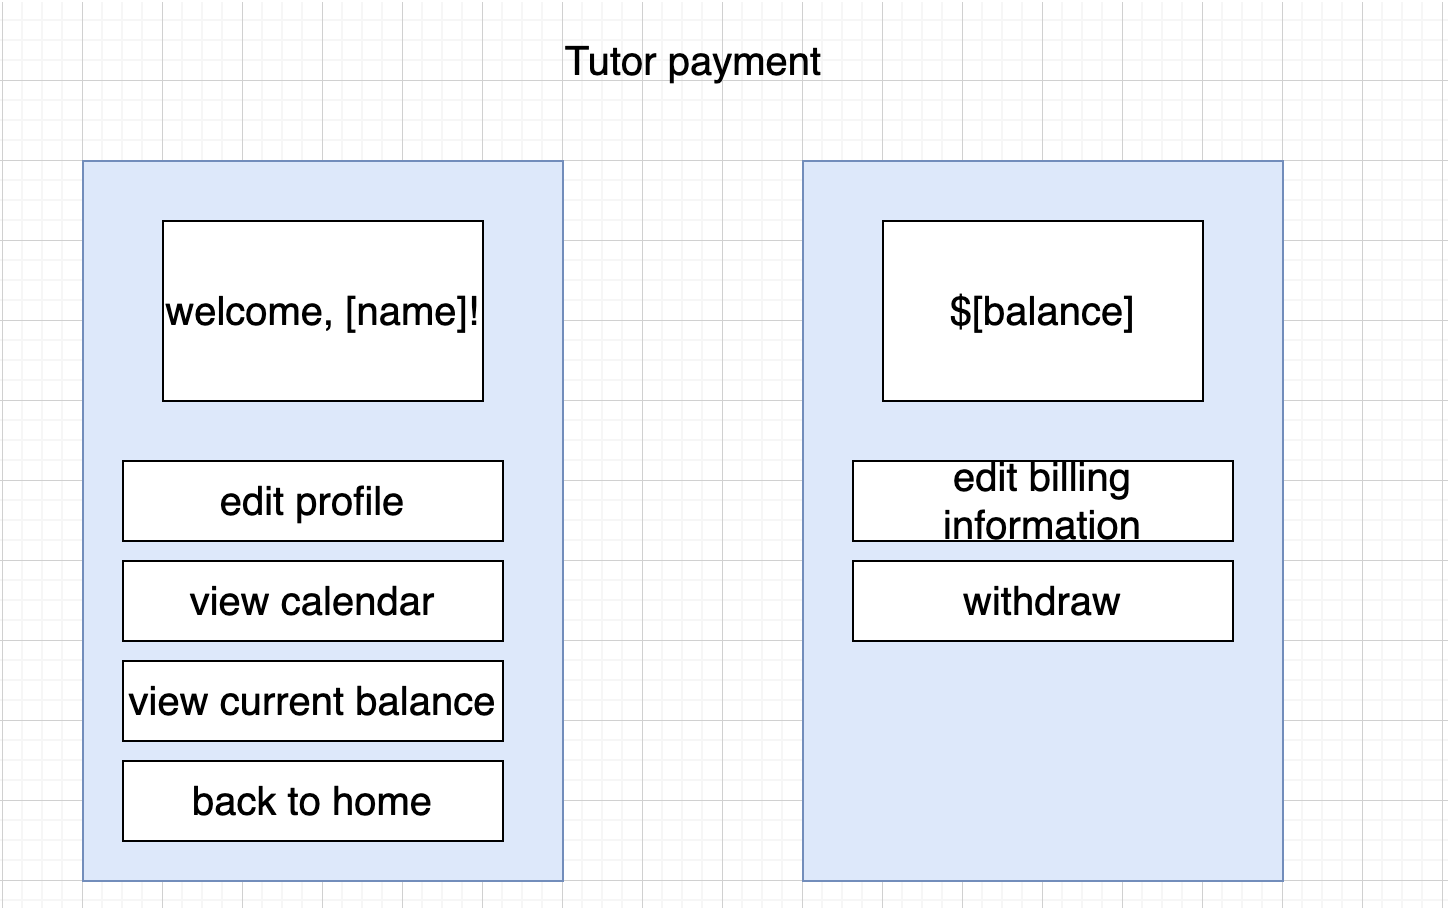 Tutor payment
welcome, [name]!
edit profile
view calendar
view current balance
back to home
$[balance]
edit billing
information
withdraw